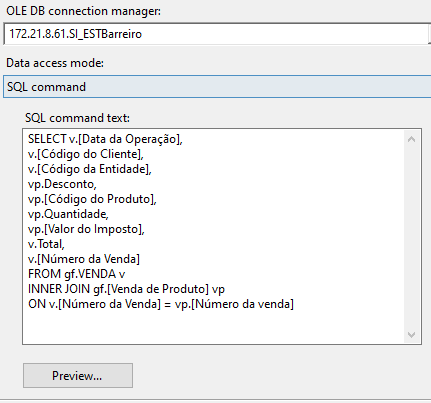 OLE DB connection manager:
172.21.8.61.SI_ESTBarreiro
Data access mode:
SQL command
SQL command text:
SELECT v.[Data da Operação],
v.[Código do Cliente],
v.[Código da Entidade],
vp.Desconto,
vp.[Código do Produto],
vp.Quantidade,
vp.[Valor do Imposto],
v.Total,
v.[Número da Venda]
FROM gf.VENDA v
INNER JOIN gf.[Venda de Produto] vp
ON v.[Número da Venda] = vp.[Número da venda]
Preview...